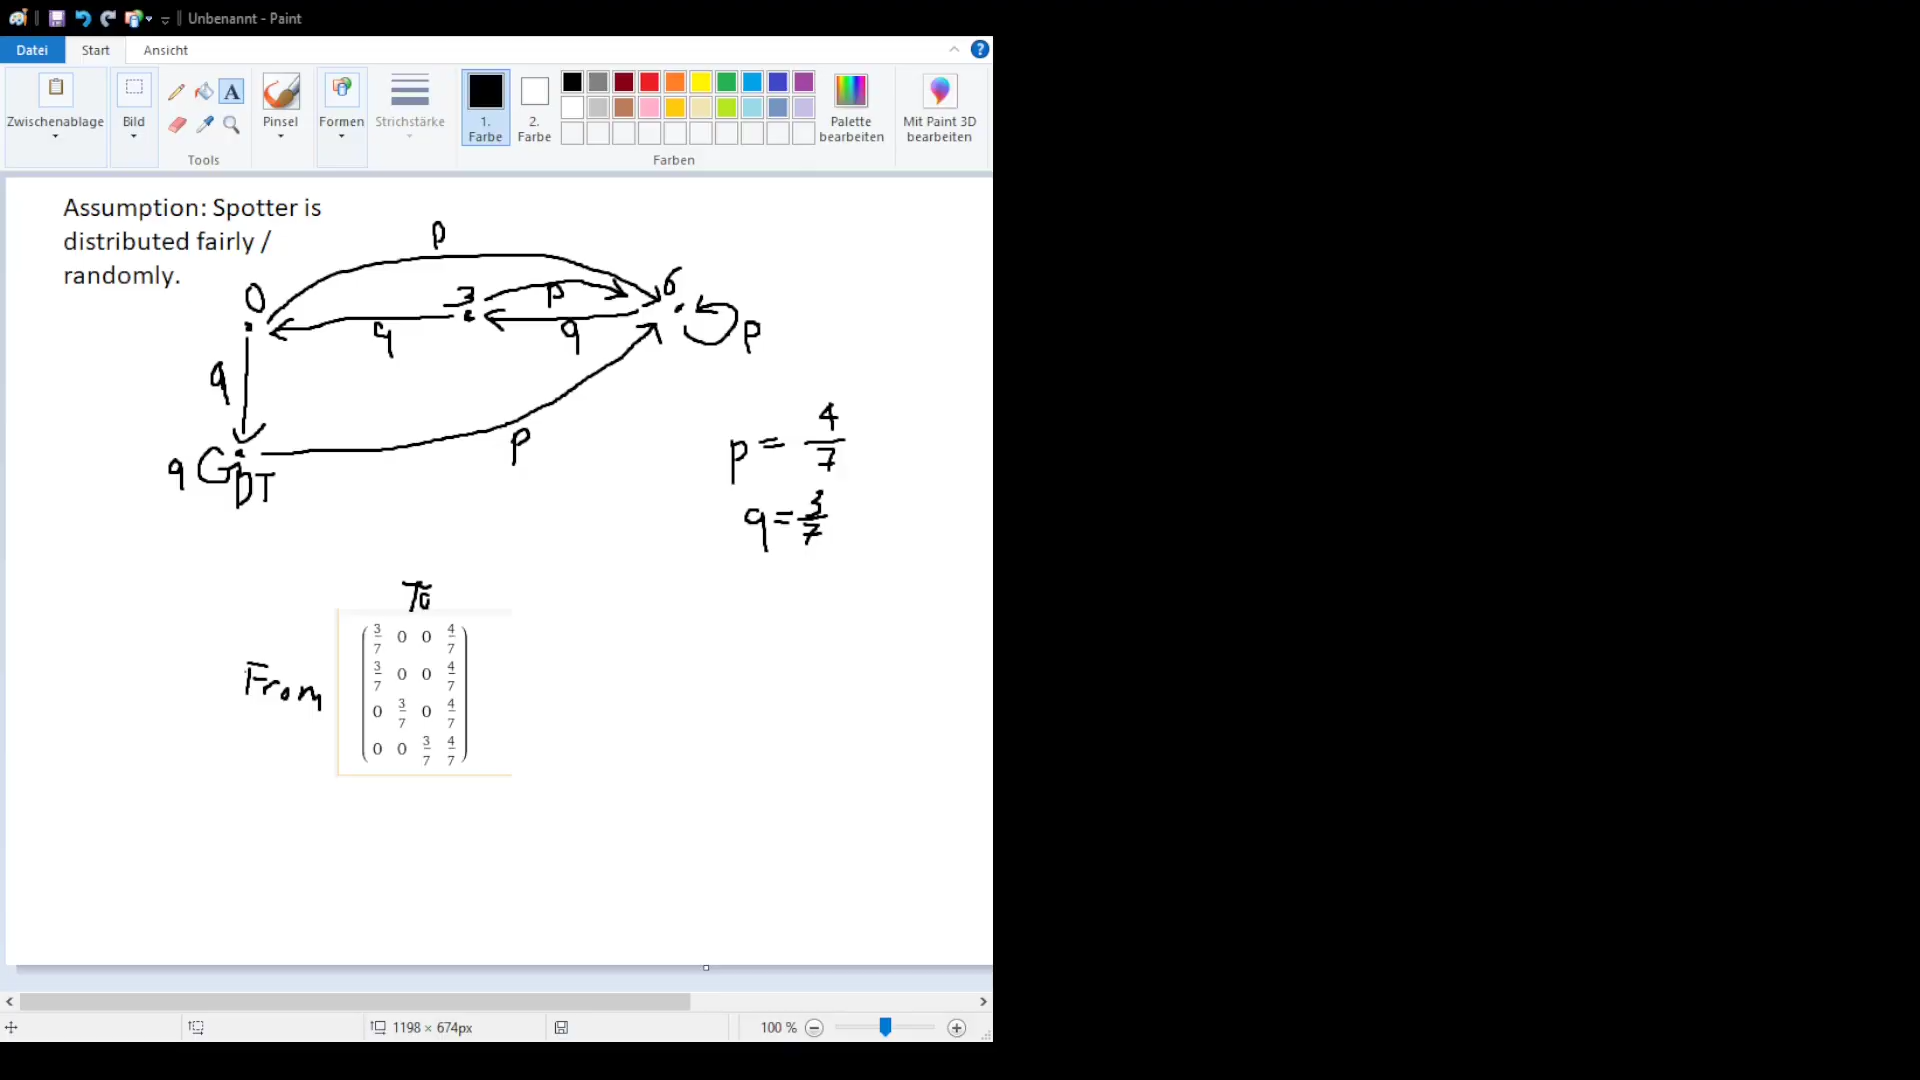 Unbenannt - Paint
Datei Start Ansicht
Zwischenablage
Bild
Tools
Pinsel
Formen
Strichstärke
1. Farbe
2. Farbe
Farben
Palette bearbeiten
Mit Paint 3D bearbeiten
Assumption: Spotter is
distributed fairly /
randomly.
p
0 3 6
p
q q p
q
p
q DT
p = 4/7
q = 3/7
To
From
3/7 0 0 4/7
3/7 0 0 4/7
0 3/7 0 4/7
0 0 3/7 4/7
1198 × 674px
100 %